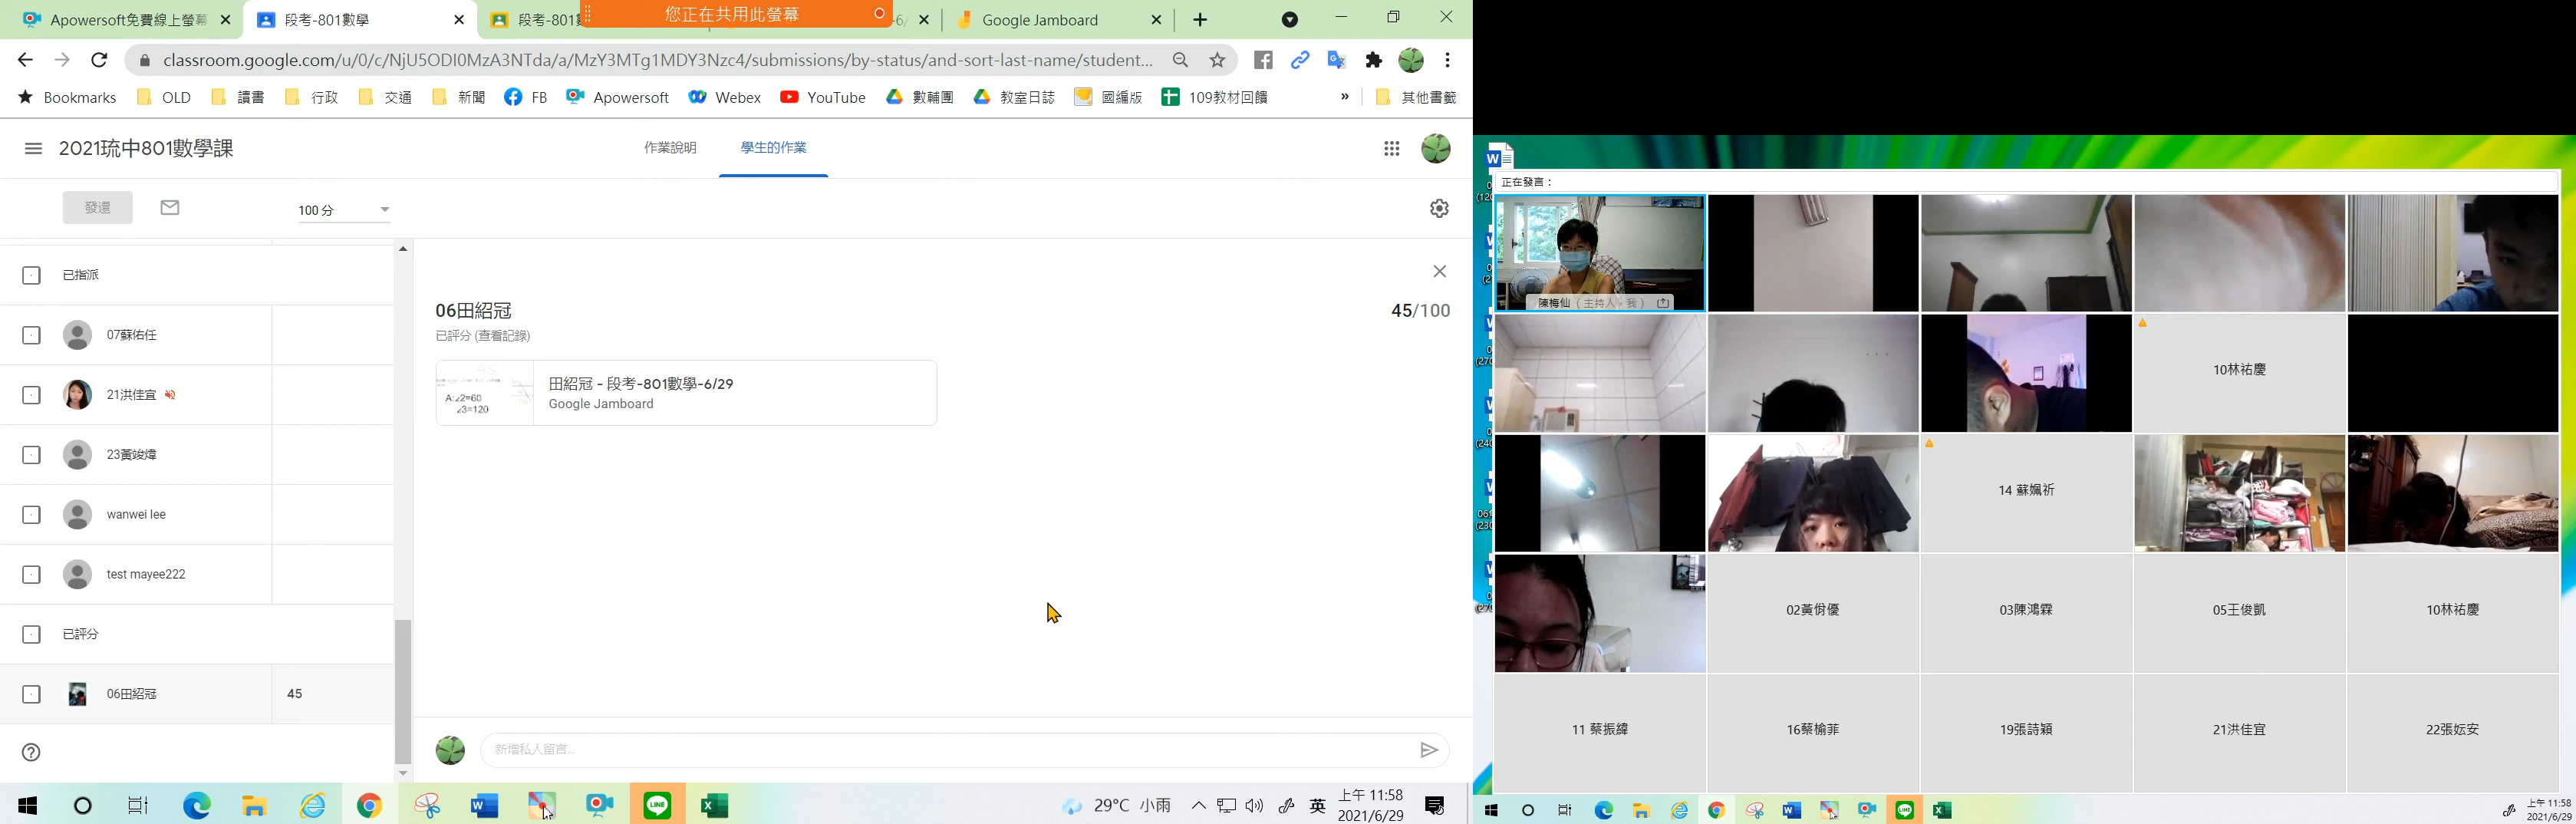 Apowersoft免費線上螢幕
段考-801數學
段考-801
您正在共用此螢幕
Google Jamboard
classroom.google.com/u/0/c/NjU5ODI0MzA3NTda/a/MzY3MTg1MDY3Nzc4/submissions/by-status/and-sort-last-name/student...
Bookmarks OLD 讀書 行政 交通 新聞 FB Apowersoft Webex YouTube 數輔團 教室日誌 國編版 109教材回饋 » 其他書籤
2021琉中801數學課
作業說明
學生的作業
發還
100 分
已指派
07蘇佑任
21洪佳宜
23黃竣煒
wanwei lee
test mayee222
已評分
06田紹冠
45
06田紹冠
45/100
已評分 (查看記錄)
A:∠2=60
∠3=120
田紹冠 - 段考-801數學-6/29
Google Jamboard
新增私人留言...
29°C 小雨
英
上午 11:58
2021/6/29
正在發言：
陳梅仙（主持人，我）
10林祐慶
14 蘇姵祈
02黃脩優
03陳鴻霖
05王俊凱
10林祐慶
11 蔡振緯
16蔡榆菲
19張詩穎
21洪佳宜
22張妘安
上午 11:58
2021/6/29